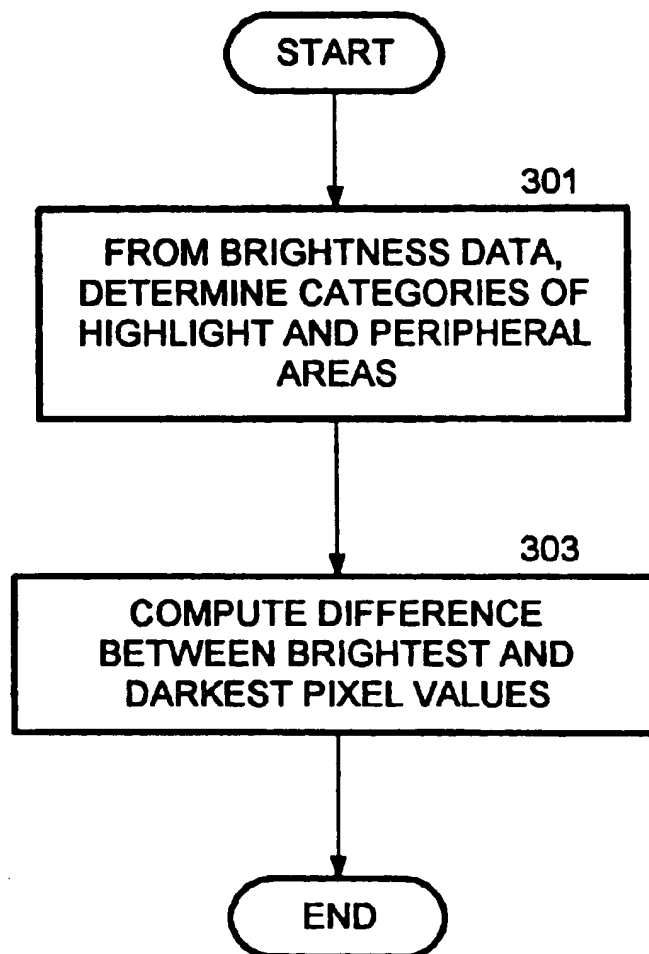 START
301
FROM BRIGHTNESS DATA,
DETERMINE CATEGORIES OF
HIGHLIGHT AND PERIPHERAL
AREAS
303
COMPUTE DIFFERENCE
BETWEEN BRIGHTEST AND
DARKEST PIXEL VALUES
END